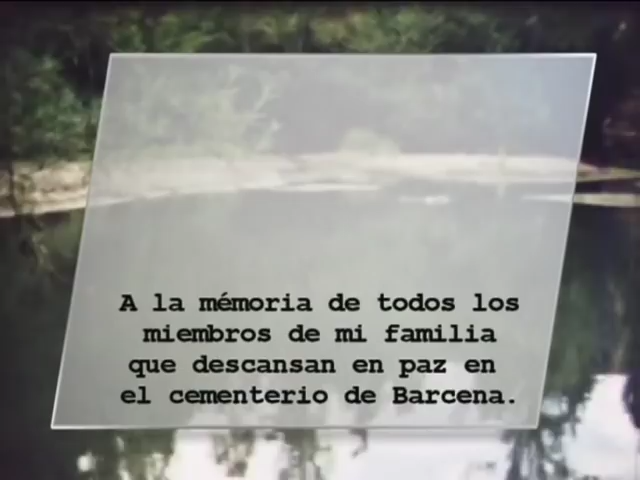 A la mémoria de todos los
miembros de mi familia
que descansan en paz en
el cementerio de Barcena.